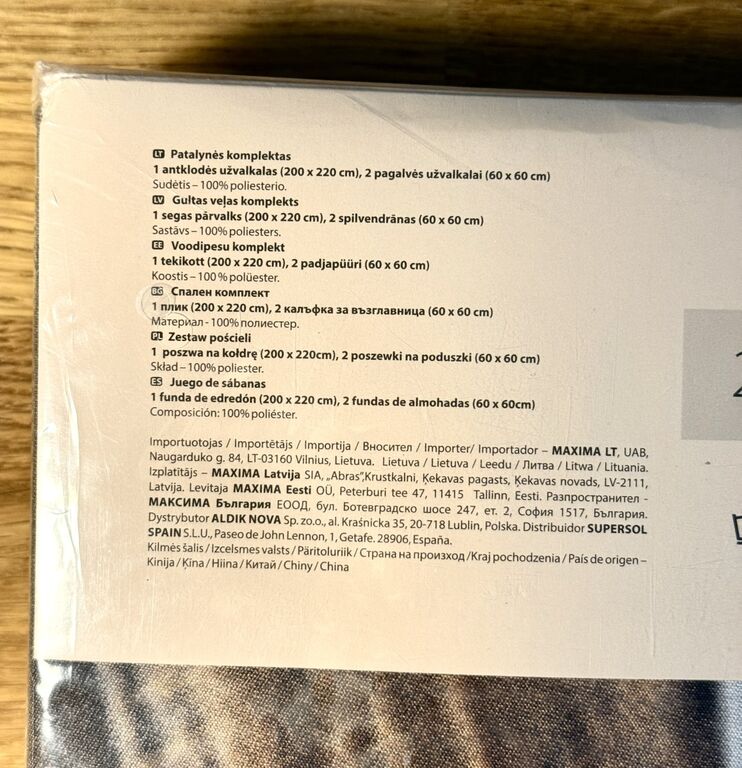 LT Patalynės komplektas
1 antklodės užvalkalas (200 x 220 cm), 2 pagalvės užvalkalai (60 x 60 cm)
Sudėtis – 100% poliesterio.
LV Gultas veļas komplekts
1 segas pārvalks (200 x 220 cm), 2 spilvendrānas (60 x 60 cm)
Sastāvs – 100% poliesters.
EE Voodipesu komplekt
1 tekikott (200 x 220 cm), 2 padjapüüri (60 x 60 cm)
Koostis – 100% polüester.
BG Спален комплект
1 плик (200 x 220 cm), 2 калъфка за възглавница (60 x 60 cm)
Материал - 100% полиестер.
PL Zestaw pościeli
1 poszwa na kołdrę (200 x 220cm), 2 poszewki na poduszki (60 x 60 cm)
Skład – 100% poliester.
ES Juego de sábanas
1 funda de edredón (200 x 220 cm), 2 fundas de almohadas (60 x 60cm)
Composición: 100% poliéster.
Importuotojas / Importētājs / Importija / Вносител / Importer/ Importador – MAXIMA LT, UAB,
Naugarduko g. 84, LT-03160 Vilnius, Lietuva. Lietuva / Lietuva / Leedu / Литва / Litwa / Lituania.
Izplatītājs – MAXIMA Latvija SIA, „Abras",Krustkalni, Ķekavas pagasts, Ķekavas novads, LV-2111,
Latvija. Levitaja MAXIMA Eesti OÜ, Peterburi tee 47, 11415 Tallinn, Eesti. Разпространител -
МАКСИМА България ЕООД, бул. Ботевградско шосе 247, ет. 2, София 1517, България.
Dystrybutor ALDIK NOVA Sp. zo.o., al. Kraśnicka 35, 20-718 Lublin, Polska. Distribuidor SUPERSOL
SPAIN S.L.U., Paseo de John Lennon, 1, Getafe. 28906, España.
Kilmės šalis / Izcelsmes valsts / Päritoluriik / Страна на произход /Kraj pochodzenia / País de origen –
Kinija / Ķīna / Hiina / Китай / Chiny / China